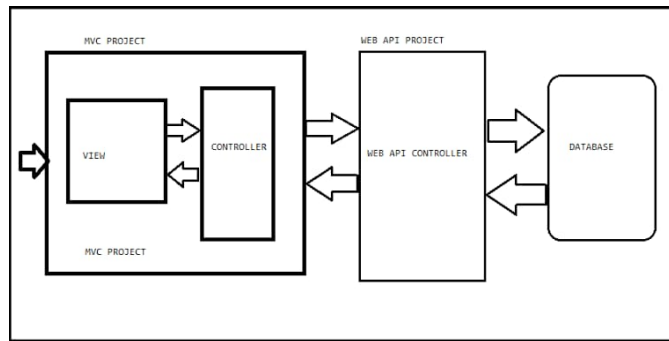 MVC PROJECT
WEB API PROJECT
VIEW
CONTROLLER
WEB API CONTROLLER
DATABASE
MVC PROJECT